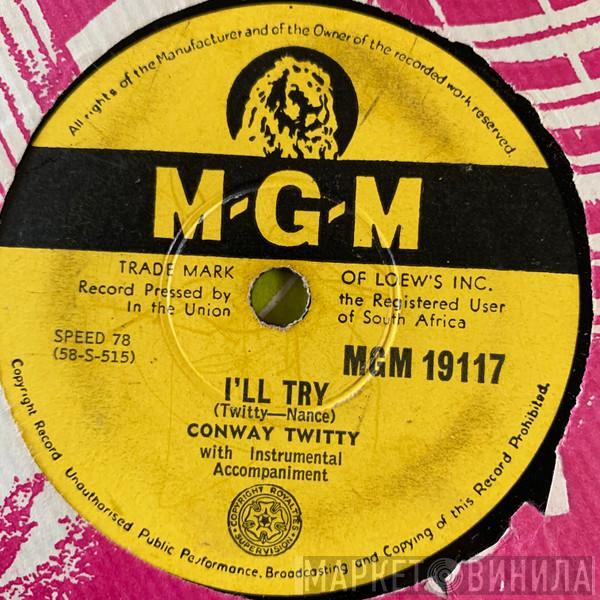 All rights of the Manufacturer and of the Owner of the recorded work reserved.
M-G-M
TRADE MARK
Record Pressed by
In the Union
OF LOEW'S INC.
the Registered User
of South Africa
SPEED 78
(58-S-515)
MGM 19117
I'LL TRY
(Twitty—Nance)
CONWAY TWITTY
with Instrumental
Accompaniment
COPYRIGHT ROYALTIES
SUPERVISION
Copyright Record Unauthorised Public Performance, Broadcasting and Copying of this Record Prohibited.
МАРКЕТ ВИНИЛА